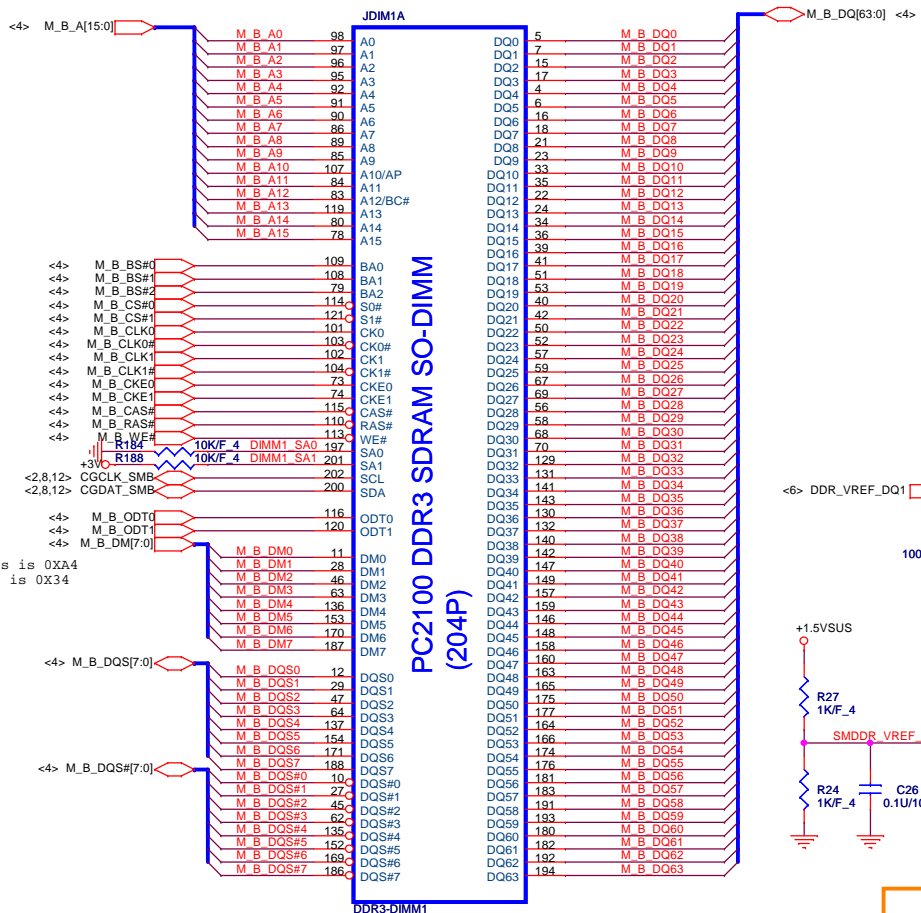 JDIM1A
<4> M_B_A[15:0]
M_B_A0 98 A0
M_B_A1 97 A1
M_B_A2 96 A2
M_B_A3 95 A3
M_B_A4 92 A4
M_B_A5 91 A5
M_B_A6 90 A6
M_B_A7 86 A7
M_B_A8 89 A8
M_B_A9 85 A9
M_B_A10 107 A10/AP
M_B_A11 84 A11
M_B_A12 83 A12/BC#
M_B_A13 119 A13
M_B_A14 80 A14
M_B_A15 78 A15
<4> M_B_BS#0 109 BA0
<4> M_B_BS#1 108 BA1
<4> M_B_BS#2 79 BA2
<4> M_B_CS#0 114 S0#
<4> M_B_CS#1 121 S1#
<4> M_B_CLK0 101 CK0
<4> M_B_CLK0# 103 CK0#
<4> M_B_CLK1 102 CK1
<4> M_B_CLK1# 104 CK1#
<4> M_B_CKE0 73 CKE0
<4> M_B_CKE1 74 CKE1
<4> M_B_CAS# 115 CAS#
<4> M_B_RAS# 110 RAS#
<4> M_B_WE# 113 WE#
R184 10K/F_4 DIMM1_SA0 197 SA0
+3V R188 10K/F_4 DIMM1_SA1 201 SA1
<2,8,12> CGCLK_SMB 202 SCL
<2,8,12> CGDAT_SMB 200 SDA
<4> M_B_ODT0 116 ODT0
<4> M_B_ODT1 120 ODT1
<4> M_B_DM[7:0]
s is 0XA4
is 0X34
M_B_DM0 11 DM0
M_B_DM1 28 DM1
M_B_DM2 46 DM2
M_B_DM3 63 DM3
M_B_DM4 136 DM4
M_B_DM5 153 DM5
M_B_DM6 170 DM6
M_B_DM7 187 DM7
<4> M_B_DQS[7:0]
M_B_DQS0 12 DQS0
M_B_DQS1 29 DQS1
M_B_DQS2 47 DQS2
M_B_DQS3 64 DQS3
M_B_DQS4 137 DQS4
M_B_DQS5 154 DQS5
M_B_DQS6 171 DQS6
M_B_DQS7 188 DQS7
<4> M_B_DQS#[7:0]
M_B_DQS#0 10 DQS#0
M_B_DQS#1 27 DQS#1
M_B_DQS#2 45 DQS#2
M_B_DQS#3 62 DQS#3
M_B_DQS#4 135 DQS#4
M_B_DQS#5 152 DQS#5
M_B_DQS#6 169 DQS#6
M_B_DQS#7 186 DQS#7
PC2100 DDR3 SDRAM SO-DIMM
(204P)
DDR3-DIMM1
M_B_DQ[63:0] <4>
DQ0 5 M_B_DQ0
DQ1 7 M_B_DQ1
DQ2 15 M_B_DQ2
DQ3 17 M_B_DQ3
DQ4 4 M_B_DQ4
DQ5 6 M_B_DQ5
DQ6 16 M_B_DQ6
DQ7 18 M_B_DQ7
DQ8 21 M_B_DQ8
DQ9 23 M_B_DQ9
DQ10 33 M_B_DQ10
DQ11 35 M_B_DQ11
DQ12 22 M_B_DQ12
DQ13 24 M_B_DQ13
DQ14 34 M_B_DQ14
DQ15 36 M_B_DQ15
DQ16 39 M_B_DQ16
DQ17 41 M_B_DQ17
DQ18 51 M_B_DQ18
DQ19 53 M_B_DQ19
DQ20 40 M_B_DQ20
DQ21 42 M_B_DQ21
DQ22 50 M_B_DQ22
DQ23 52 M_B_DQ23
DQ24 57 M_B_DQ24
DQ25 59 M_B_DQ25
DQ26 67 M_B_DQ26
DQ27 69 M_B_DQ27
DQ28 56 M_B_DQ28
DQ29 58 M_B_DQ29
DQ30 68 M_B_DQ30
DQ31 70 M_B_DQ31
DQ32 129 M_B_DQ32
DQ33 131 M_B_DQ33
DQ34 141 M_B_DQ34
DQ35 143 M_B_DQ35
DQ36 130 M_B_DQ36
DQ37 132 M_B_DQ37
DQ38 140 M_B_DQ38
DQ39 142 M_B_DQ39
DQ40 147 M_B_DQ40
DQ41 149 M_B_DQ41
DQ42 157 M_B_DQ42
DQ43 159 M_B_DQ43
DQ44 146 M_B_DQ44
DQ45 148 M_B_DQ45
DQ46 158 M_B_DQ46
DQ47 160 M_B_DQ47
DQ48 163 M_B_DQ48
DQ49 165 M_B_DQ49
DQ50 175 M_B_DQ50
DQ51 177 M_B_DQ51
DQ52 164 M_B_DQ52
DQ53 166 M_B_DQ53
DQ54 174 M_B_DQ54
DQ55 176 M_B_DQ55
DQ56 181 M_B_DQ56
DQ57 183 M_B_DQ57
DQ58 191 M_B_DQ58
DQ59 193 M_B_DQ59
DQ60 180 M_B_DQ60
DQ61 182 M_B_DQ61
DQ62 192 M_B_DQ62
DQ63 194 M_B_DQ63
<6> DDR_VREF_DQ1
100
+1.5VSUS
R27
1K/F_4
SMDDR_VREF_
R24
1K/F_4
C26
0.1U/10